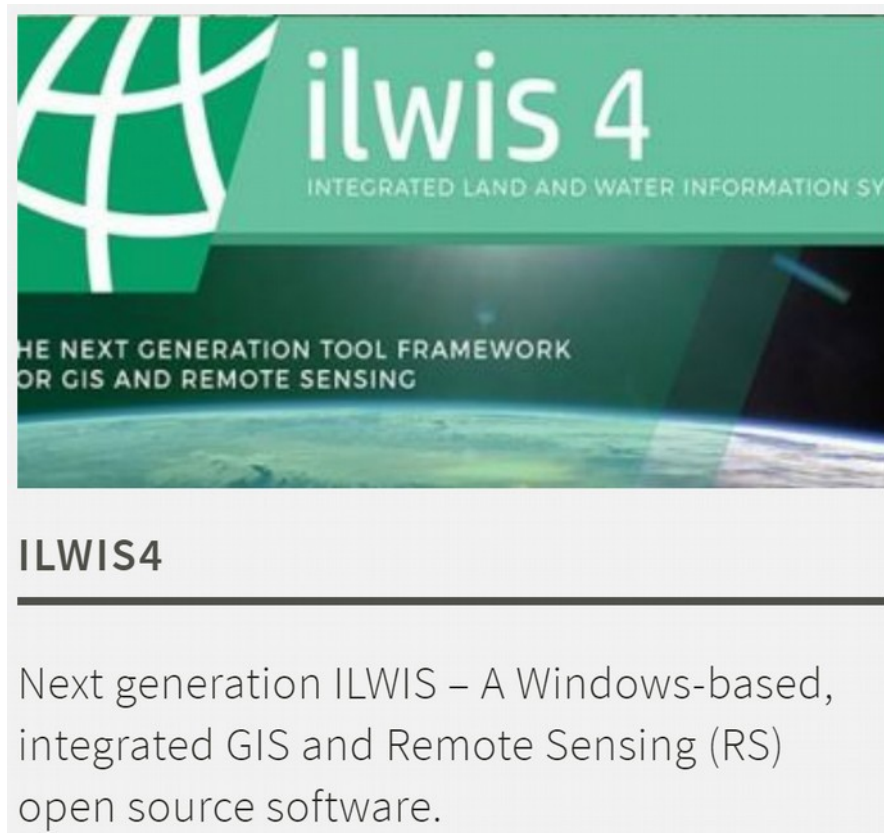 ilwis 4
INTEGRATED LAND AND WATER INFORMATION SY
HE NEXT GENERATION TOOL FRAMEWORK
OR GIS AND REMOTE SENSING
ILWIS4
Next generation ILWIS – A Windows-based,
integrated GIS and Remote Sensing (RS)
open source software.